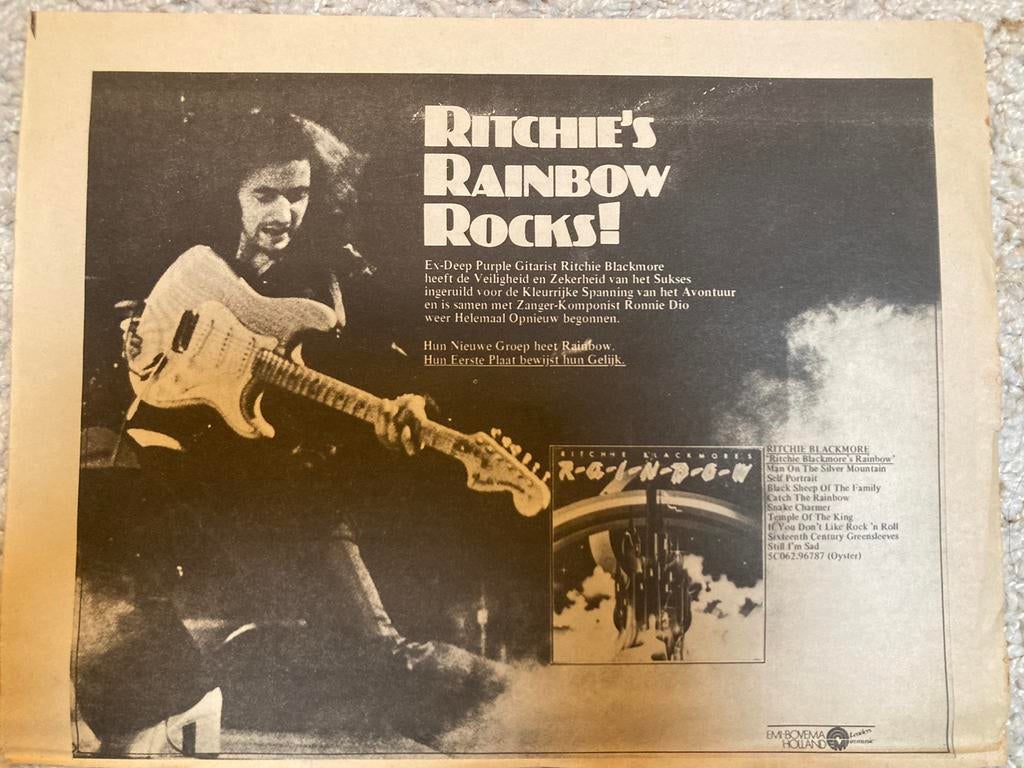 RITCHIE'S
RAINBOW
ROCKS!
Ex-Deep Purple Gitarist Ritchie Blackmore
heeft de Veiligheid en Zekerheid van het Sukses
ingeruild voor de Kleurrijke Spanning van het Avontuur
en is samen met Zanger-Komponist Ronnie Dio
weer Helemaal Opnieuw begonnen.
Hun Nieuwe Groep heet Rainbow.
Hun Eerste Plaat bewijst hun Gelijk.
RITCHIE BLACKMORE'S
R-A-I-N-B-O-W
RITCHIE BLACKMORE
'Ritchie Blackmore's Rainbow'
Man On The Silver Mountain
Self Portrait
Black Sheep Of The Family
Catch The Rainbow
Snake Charmer
Temple Of The King
If You Don't Like Rock 'n Roll
Sixteenth Century Greensleeves
Still I'm Sad
5C062.96787 (Oyster)
EMI-BOVEMA
HOLLAND
Leaders
in music